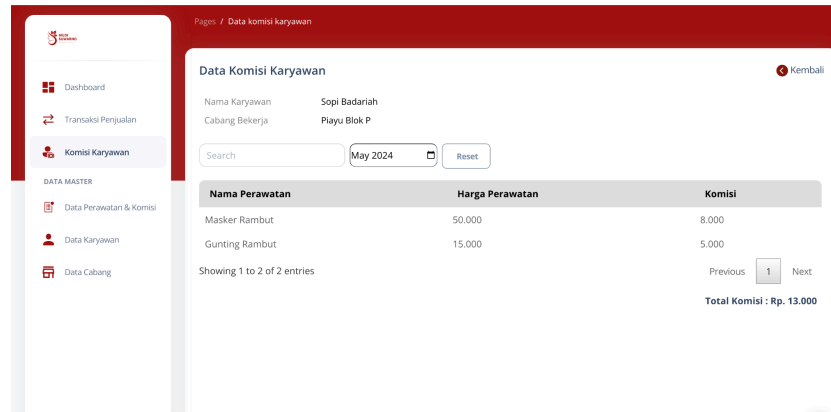 Pages / Data komisi karyawan
Dashboard
Transaksi Penjualan
Komisi Karyawan
DATA MASTER
Data Perawatan & Komisi
Data Karyawan
Data Cabang
Data Komisi Karyawan
Kembali
Nama Karyawan Sopi Badariah
Cabang Bekerja Piayu Blok P
Search May 2024 Reset
Nama Perawatan Harga Perawatan Komisi
Masker Rambut 50.000 8.000
Gunting Rambut 15.000 5.000
Showing 1 to 2 of 2 entries Previous 1 Next
Total Komisi : Rp. 13.000